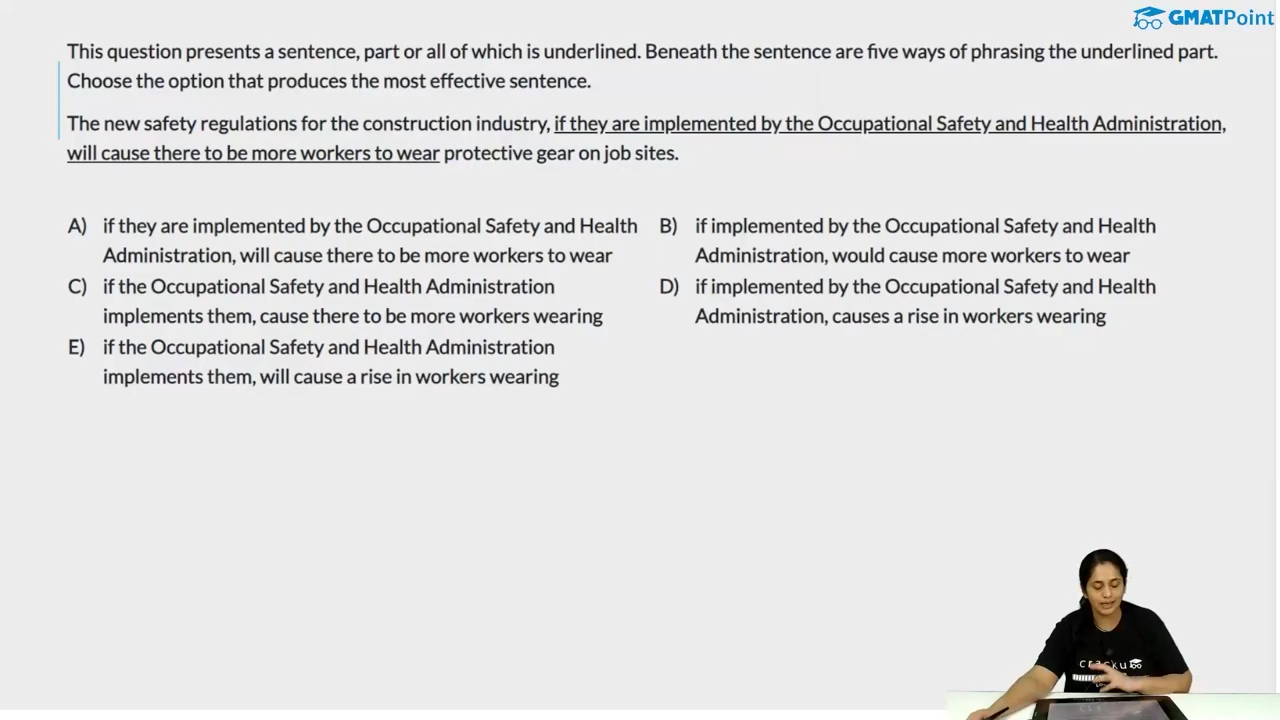 GMATPoint
This question presents a sentence, part or all of which is underlined. Beneath the sentence are five ways of phrasing the underlined part.
Choose the option that produces the most effective sentence.
The new safety regulations for the construction industry, if they are implemented by the Occupational Safety and Health Administration,
will cause there to be more workers to wear protective gear on job sites.
A) if they are implemented by the Occupational Safety and Health
Administration, will cause there to be more workers to wear
B) if implemented by the Occupational Safety and Health
Administration, would cause more workers to wear
C) if the Occupational Safety and Health Administration
implements them, cause there to be more workers wearing
D) if implemented by the Occupational Safety and Health
Administration, causes a rise in workers wearing
E) if the Occupational Safety and Health Administration
implements them, will cause a rise in workers wearing
cracku